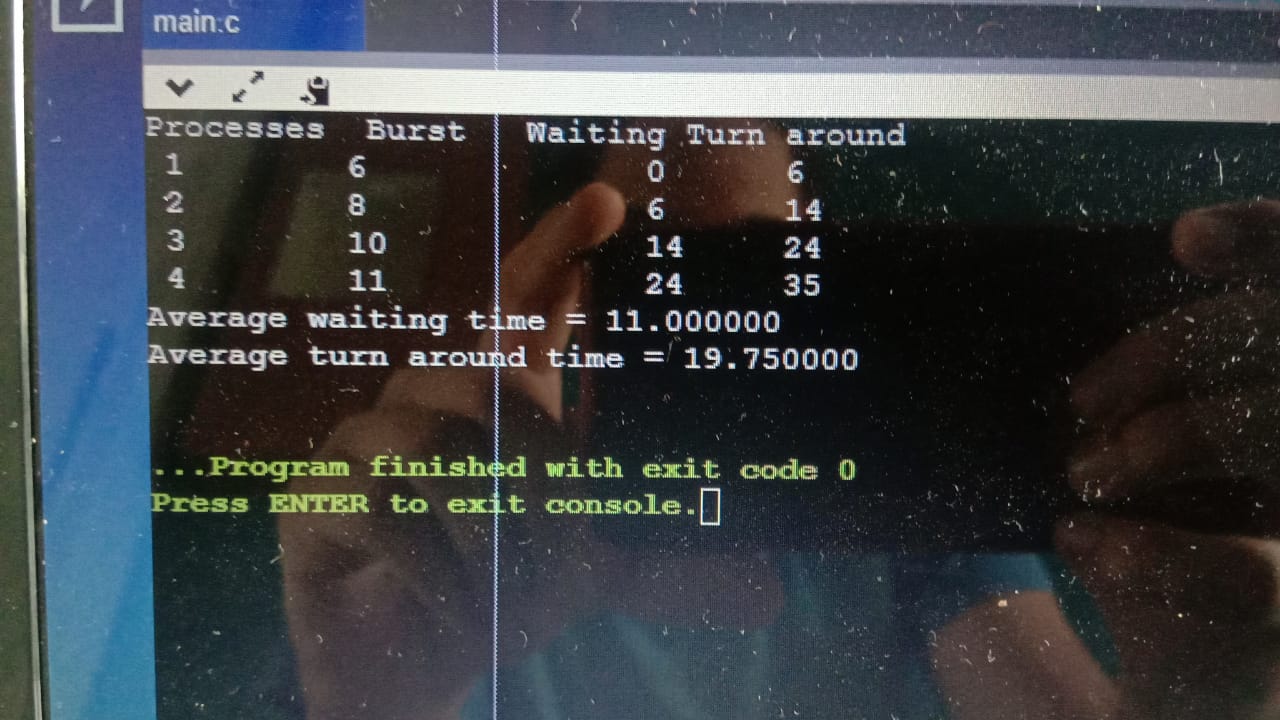 main.c
Processes Burst Waiting Turn around
1 6 0 6
2 8 6 14
3 10 14 24
4 11 24 35
Average waiting time = 11.000000
Average turn around time = 19.750000
...Program finished with exit code 0
Press ENTER to exit console.